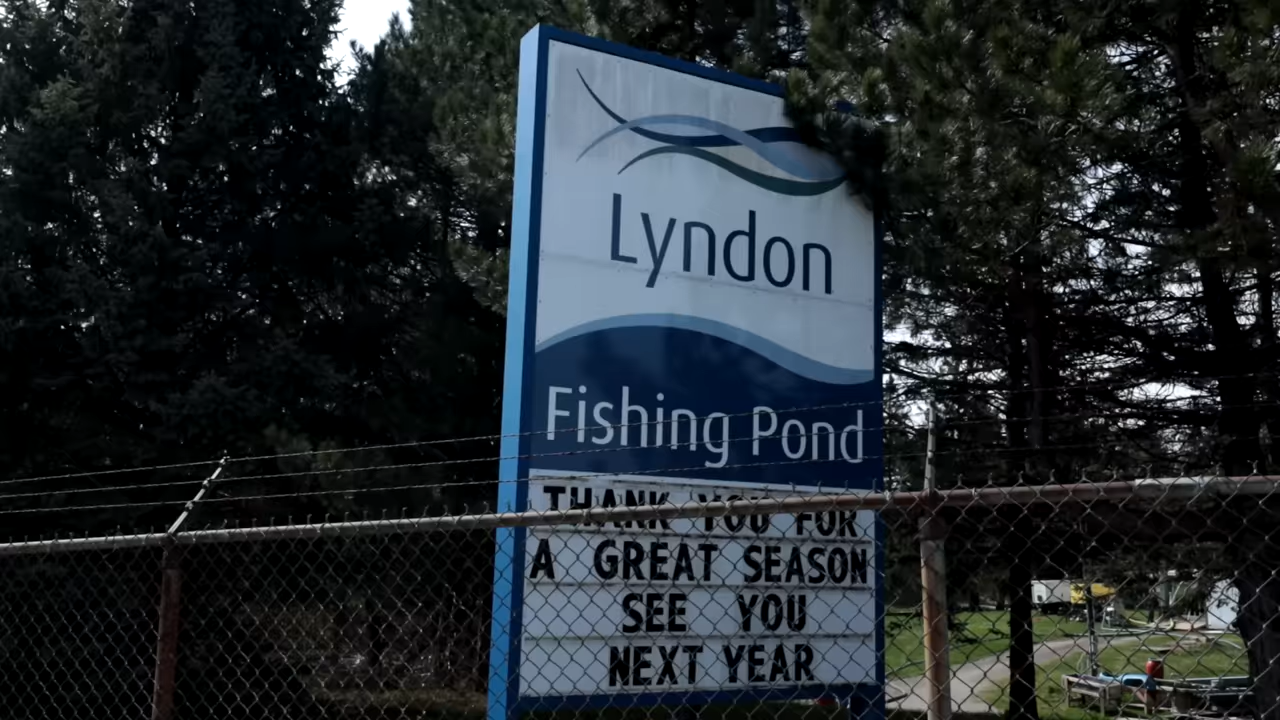 Lyndon
Fishing Pond
THANK YOU FOR
A GREAT SEASON
SEE YOU
NEXT YEAR